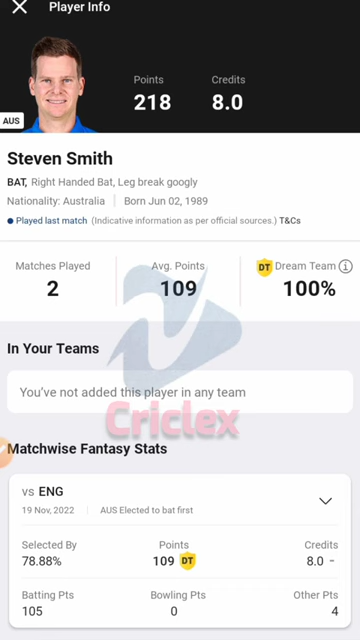 Player Info
Points Credits
218 8.0
AUS
Steven Smith
BAT, Right Handed Bat, Leg break googly
Nationality: Australia | Born Jun 02, 1989
Played last match (Indicative information as per official sources.) T&Cs
Matches Played Avg. Points DT Dream Team i
2 109 100%
In Your Teams
You've not added this player in any team
Criclex
Matchwise Fantasy Stats
vs ENG
19 Nov, 2022 | AUS Elected to bat first
Selected By Points Credits
78.88% 109 DT 8.0 -
Batting Pts Bowling Pts Other Pts
105 0 4